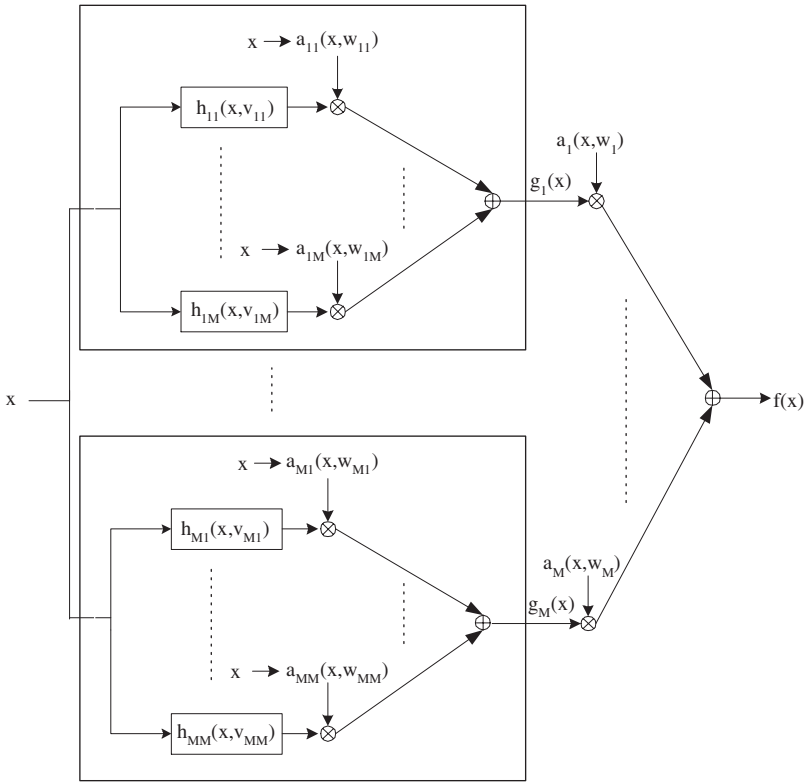 x → a₁₁(x,w₁₁)
h₁₁(x,v₁₁)
a₁(x,w₁)
g₁(x)
x → a₁M(x,w₁M)
h₁M(x,v₁M)
x
f(x)
x → aM₁(x,wM₁)
hM₁(x,vM₁)
aM(x,wM)
gM(x)
x → aMM(x,wMM)
hMM(x,vMM)